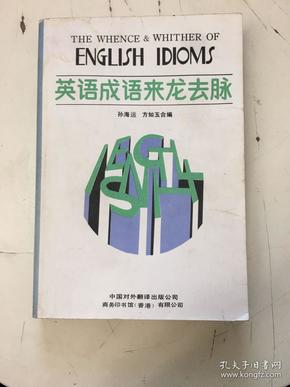 THE WHENCE & WHITHER OF
ENGLISH IDIOMS
英语成语来龙去脉
孙海运 方如玉合编
ENGLISH
中国对外翻译出版公司
商务印书馆(香港)有限公司
孔夫子旧书网